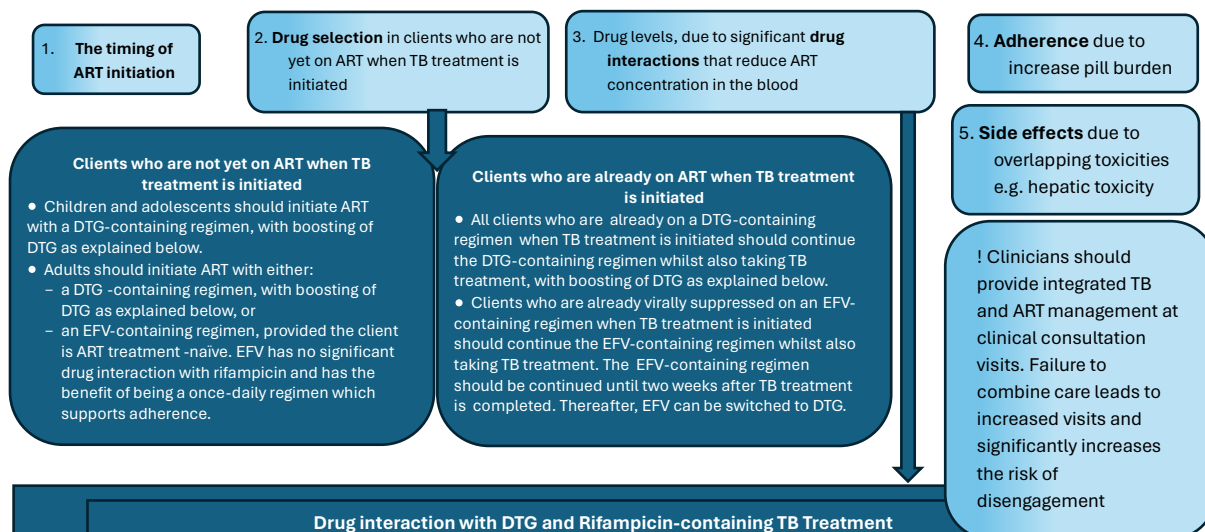 1. The timing of
ART initiation
2. Drug selection in clients who are not
yet on ART when TB treatment is
initiated
3. Drug levels, due to significant drug
interactions that reduce ART
concentration in the blood
4. Adherence due to
increase pill burden
5. Side effects due to
overlapping toxicities
e.g. hepatic toxicity
Clients who are not yet on ART when TB
treatment is initiated
● Children and adolescents should initiate ART
with a DTG-containing regimen, with boosting of
DTG as explained below.
● Adults should initiate ART with either:
– a DTG -containing regimen, with boosting of
DTG as explained below, or
– an EFV-containing regimen, provided the client
is ART treatment -naïve. EFV has no significant
drug interaction with rifampicin and has the
benefit of being a once-daily regimen which
supports adherence.
Clients who are already on ART when TB treatment
is initiated
● All clients who are already on a DTG-containing
regimen when TB treatment is initiated should continue
the DTG-containing regimen whilst also taking TB
treatment, with boosting of DTG as explained below.
● Clients who are already virally suppressed on an EFV-
containing regimen when TB treatment is initiated
should continue the EFV-containing regimen whilst also
taking TB treatment. The EFV-containing regimen
should be continued until two weeks after TB treatment
is completed. Thereafter, EFV can be switched to DTG.
! Clinicians should
provide integrated TB
and ART management at
clinical consultation
visits. Failure to
combine care leads to
increased visits and
significantly increases
the risk of
disengagement
Drug interaction with DTG and Rifampicin-containing TB Treatment